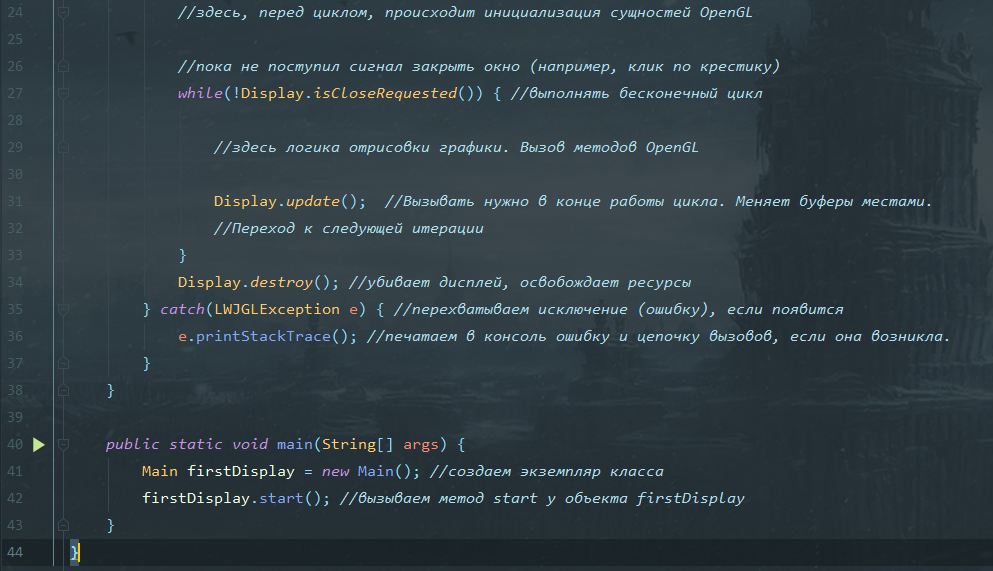 24 //здесь, перед циклом, происходит инициализация сущностей OpenGL
25
26 //пока не поступил сигнал закрыть окно (например, клик по крестику)
27 while(!Display.isCloseRequested()) { //выполнять бесконечный цикл
28
29 //здесь логика отрисовки графики. Вызов методов OpenGL
30
31 Display.update(); //Вызывать нужно в конце работы цикла. Меняет буферы местами.
32 //Переход к следующей итерации
33 }
34 Display.destroy(); //убивает дисплей, освобождает ресурсы
35 } catch(LWJGLException e) { //перехватываем исключение (ошибку), если появится
36 e.printStackTrace(); //печатаем в консоль ошибку и цепочку вызовов, если она возникла.
37 }
38 }
39
40 public static void main(String[] args) {
41 Main firstDisplay = new Main(); //создаем экземпляр класса
42 firstDisplay.start(); //вызываем метод start у объекта firstDisplay
43 }
44 }